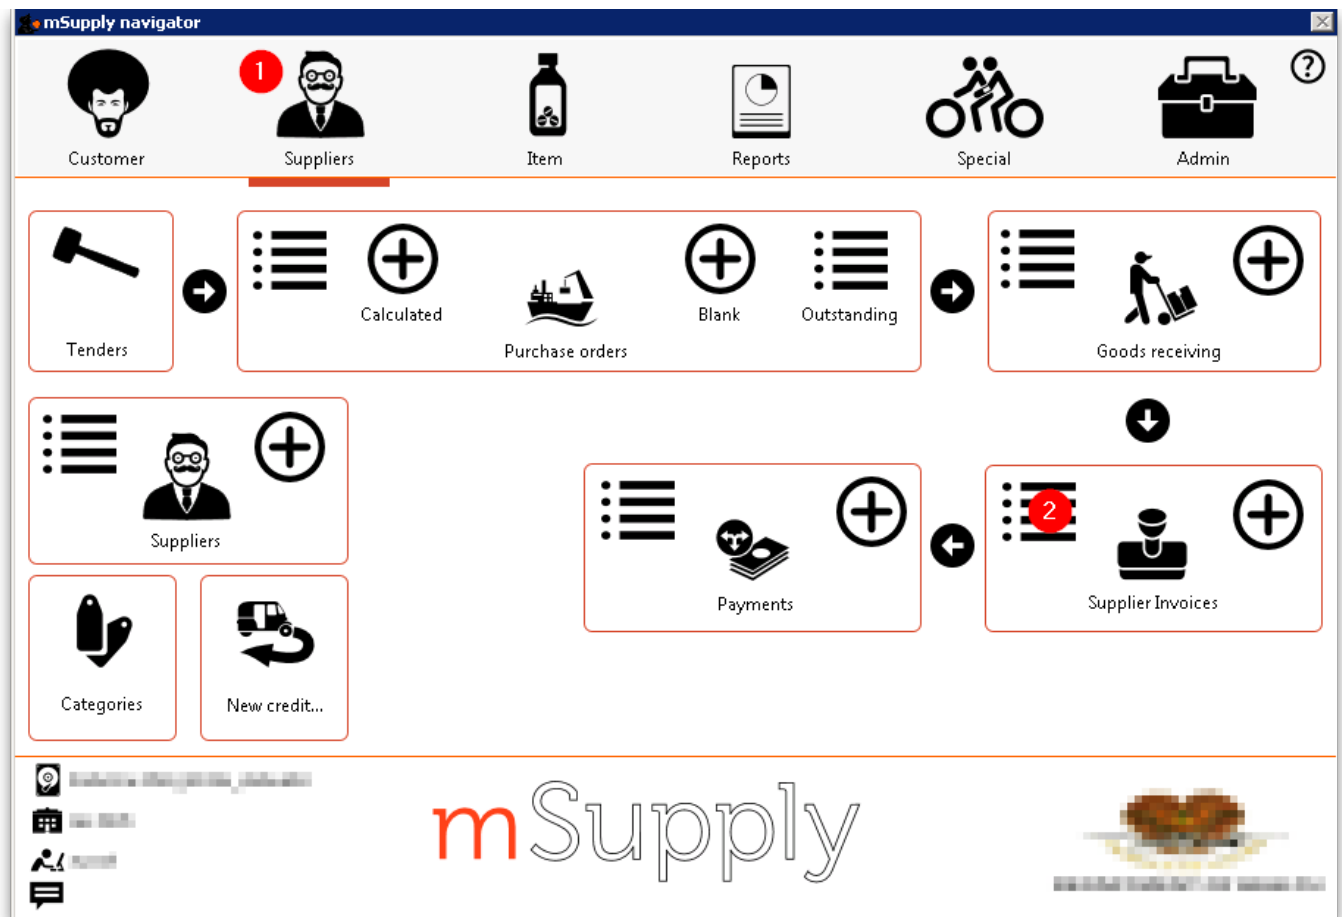 mSupply navigator
1
?
Customer
Suppliers
Item
Reports
Special
Admin
Tenders
Calculated
Blank
Outstanding
Purchase orders
Goods receiving
Suppliers
2
Payments
Supplier Invoices
Categories
New credit...
mSupply